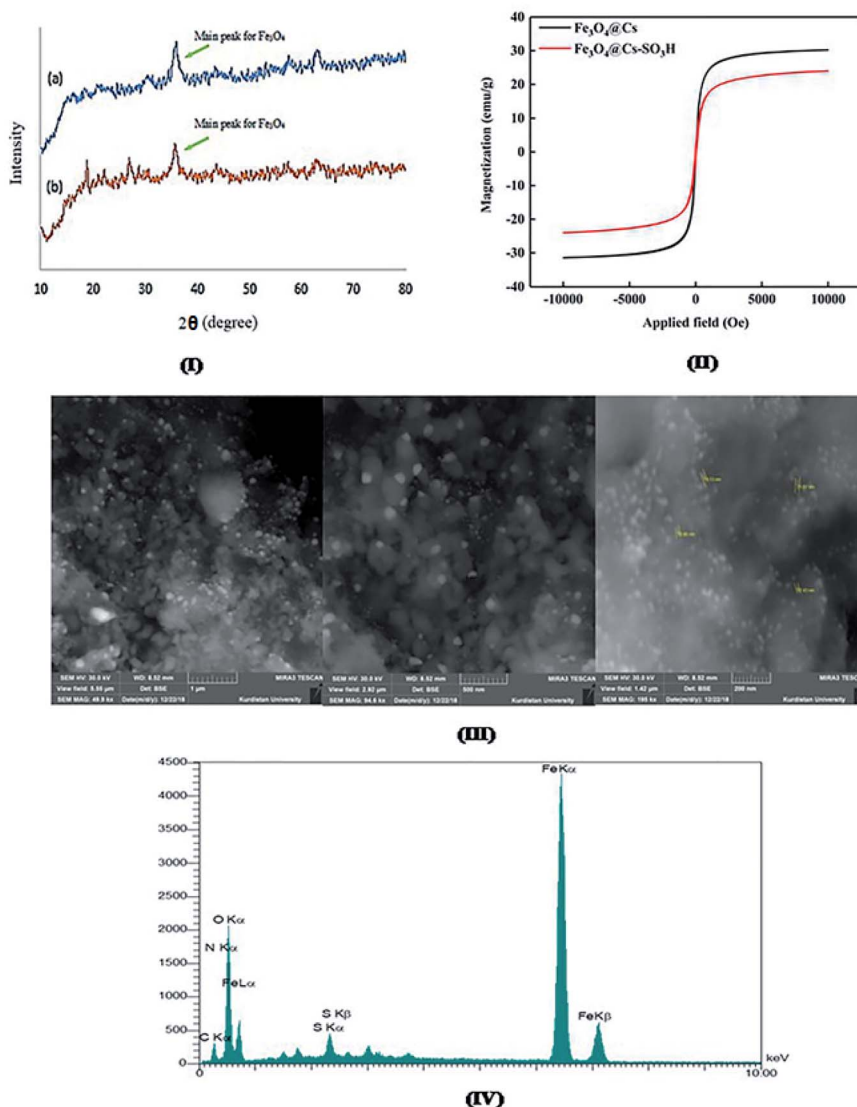 (a)
Main peak for Fe₃O₄
(b)
Main peak for Fe₃O₄
Intensity
10 20 30 40 50 60 70 80
2θ (degree)
(I)
Fe₃O₄@Cs
Fe₃O₄@Cs-SO₃H
Magnetization (emu/g)
40
30
20
10
0
-10
-20
-30
-40
-10000 -5000 0 5000 10000
Applied field (Oe)
(II)
SEM HV: 30.0 kV WD: 8.52 mm MIRA3 TESCAN
View field: 5.55 µm Det: BSE 1 µm
SEM MAG: 49.9 kx Date(m/d/y): 12/22/18 Kurdistan University
SEM HV: 30.0 kV WD: 8.52 mm MIRA3 TESCAN
View field: 2.92 µm Det: BSE 500 nm
SEM MAG: 94.8 kx Date(m/d/y): 12/22/18 Kurdistan University
SEM HV: 30.0 kV WD: 8.52 mm MIRA3 TESCAN
View field: 1.42 µm Det: BSE 200 nm
SEM MAG: 195 kx Date(m/d/y): 12/22/18 Kurdistan University
(III)
4500
4000
3500
3000
2500
2000
1500
1000
500
0
FeKα
O Kα
N Kα
FeLα
C Kα
S Kβ
S Kα
FeKβ
keV
0 10.00
(IV)